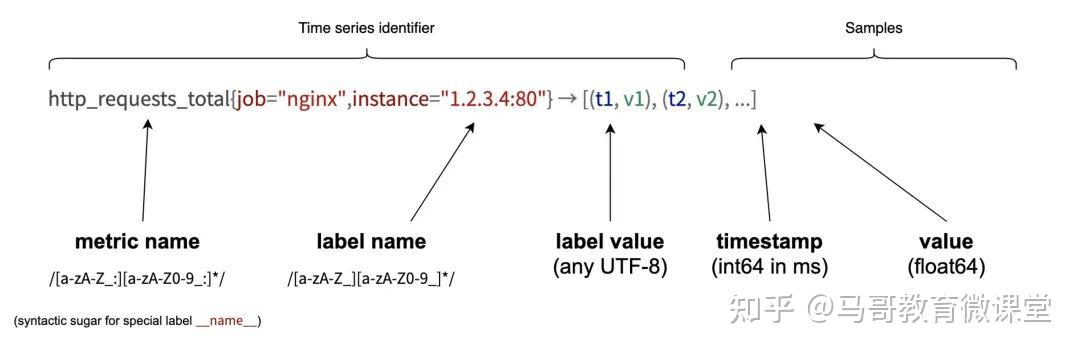 Time series identifier Samples
http_requests_total{job="nginx",instance="1.2.3.4:80"} → [(t1, v1), (t2, v2), ...]
metric name label name label value timestamp value
/[a-zA-Z_:][a-zA-Z0-9_:]*/ /[a-zA-Z_][a-zA-Z0-9_]*/ (any UTF-8) (int64 in ms) (float64)
(syntactic sugar for special label __name__)
知乎 @马哥教育微课堂